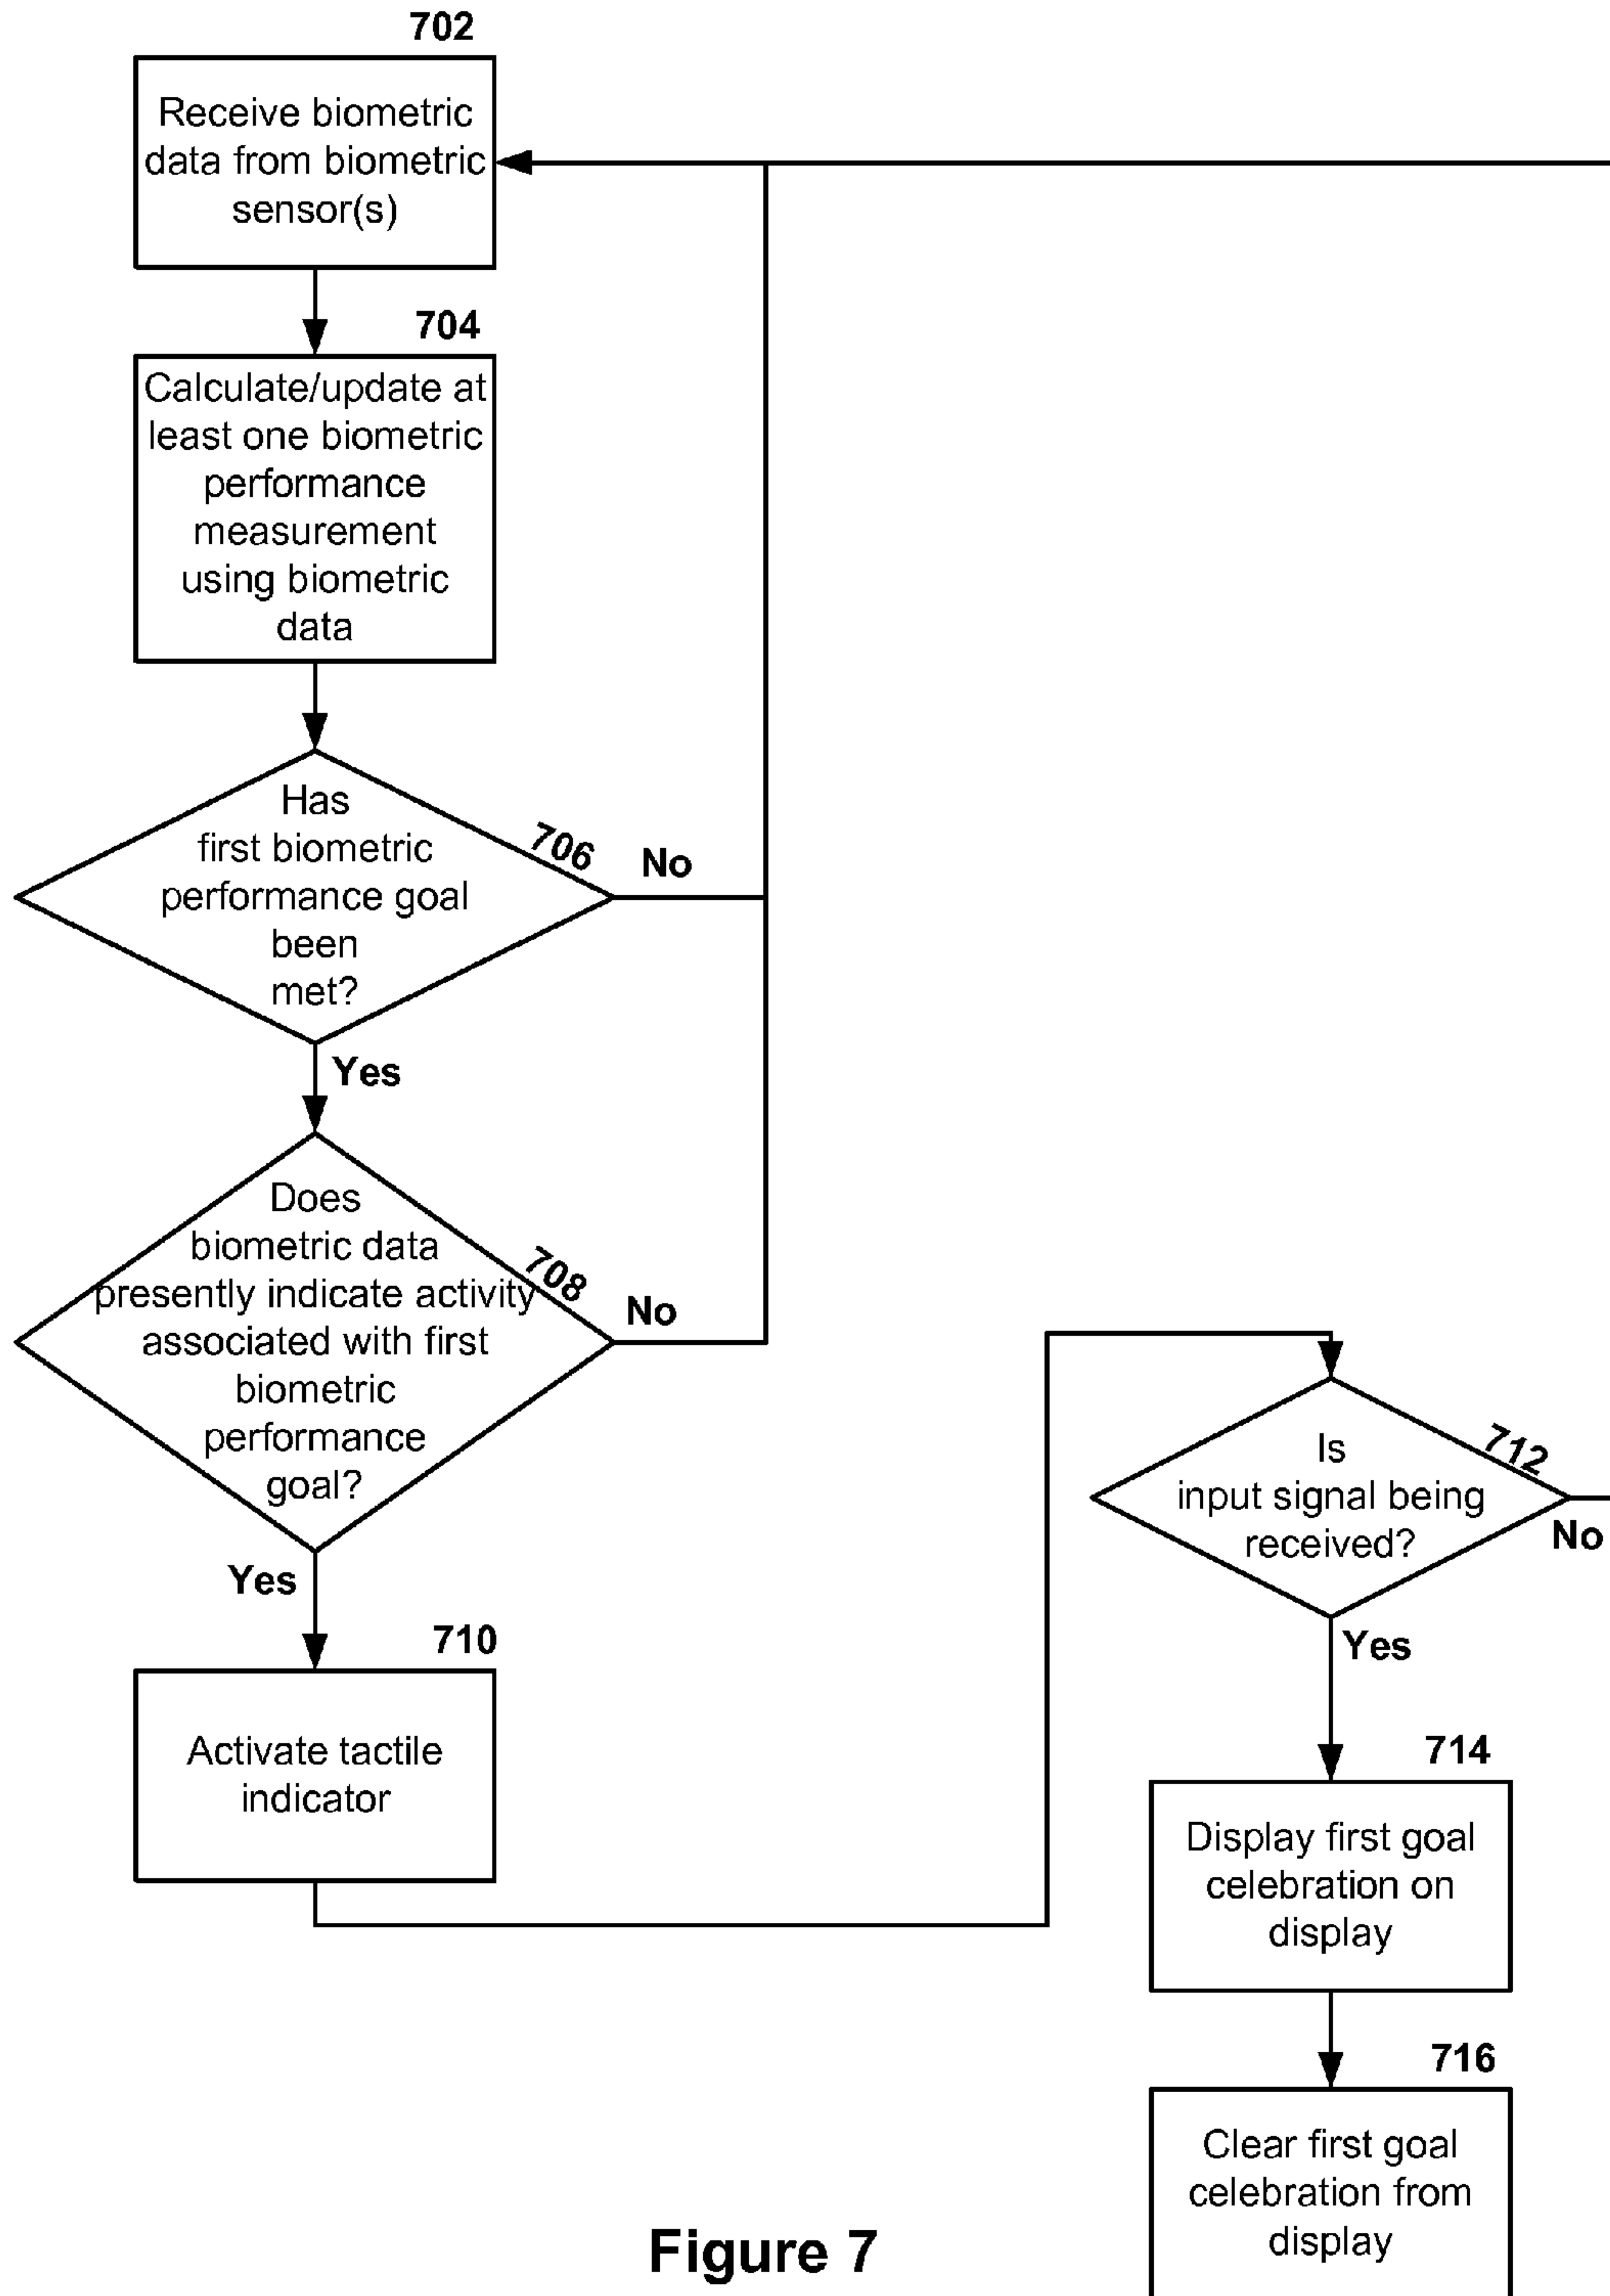 702
Receive biometric
data from biometric
sensor(s)
704
Calculate/update at
least one biometric
performance
measurement
using biometric
data
706
Has
first biometric
performance goal
been
met?
No
Yes
708
Does
biometric data
presently indicate activity
associated with first
biometric
performance
goal?
No
Yes
710
Activate tactile
indicator
712
Is
input signal being
received?
No
Yes
714
Display first goal
celebration on
display
716
Clear first goal
celebration from
display
Figure 7